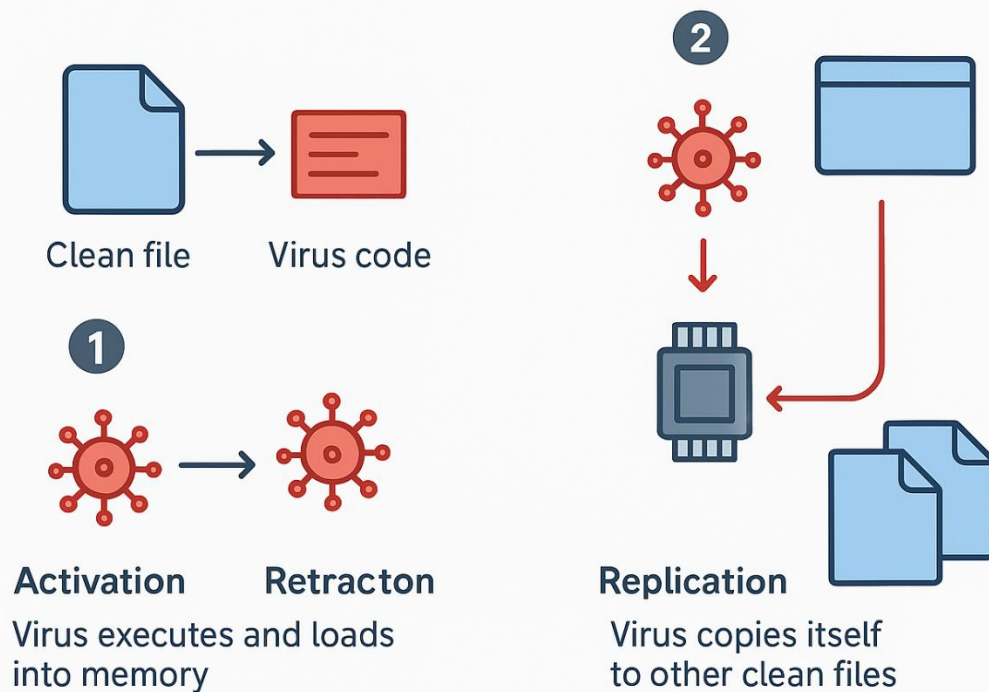 Clean file
Virus code
1
Activation
Retracton
Virus executes and loads
into memory
2
Replication
Virus copies itself
to other clean files